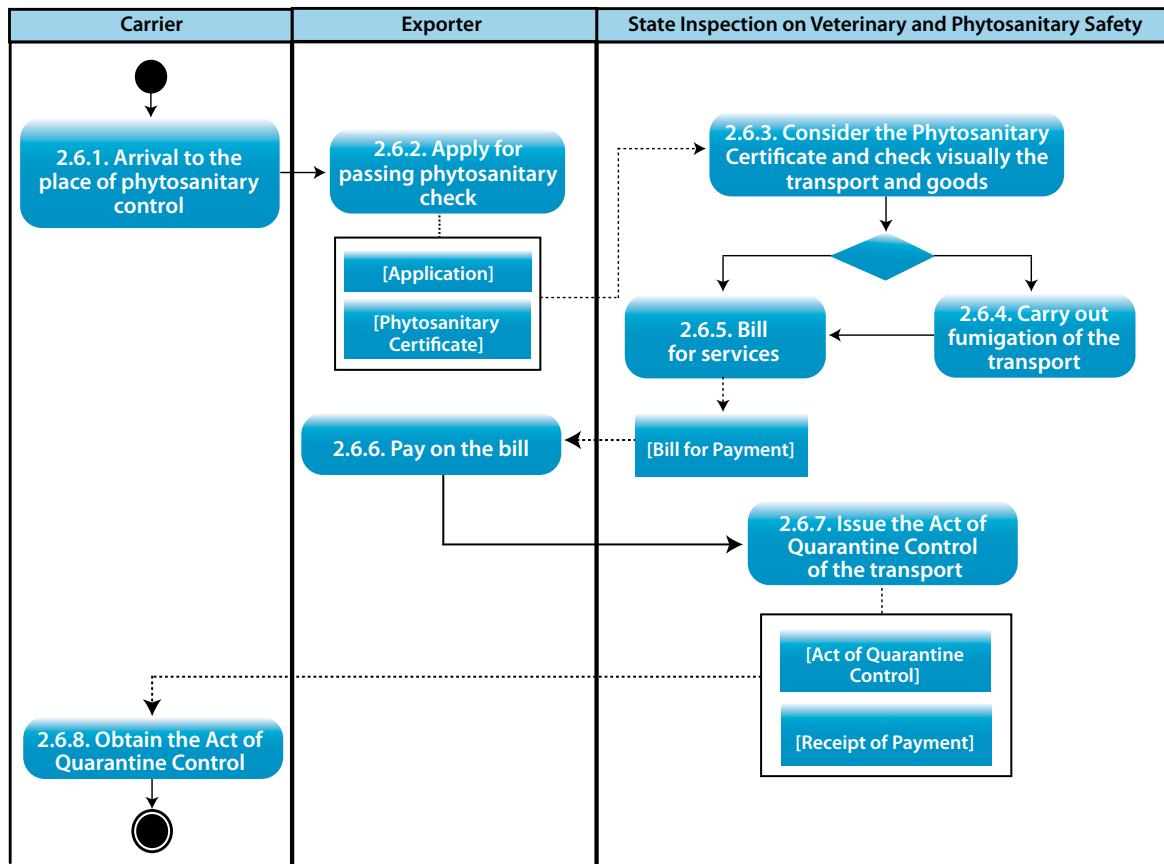 Carrier
Exporter
State Inspection on Veterinary and Phytosanitary Safety
2.6.1. Arrival to the
place of phytosanitary
control
2.6.2. Apply for
passing phytosanitary
check
[Application]
[Phytosanitary
Certificate]
2.6.3. Consider the Phytosanitary
Certificate and check visually the
transport and goods
2.6.5. Bill
for services
2.6.4. Carry out
fumigation of the
transport
2.6.6. Pay on the bill
[Bill for Payment]
2.6.7. Issue the Act of
Quarantine Control
of the transport
[Act of Quarantine
Control]
[Receipt of Payment]
2.6.8. Obtain the Act of
Quarantine Control